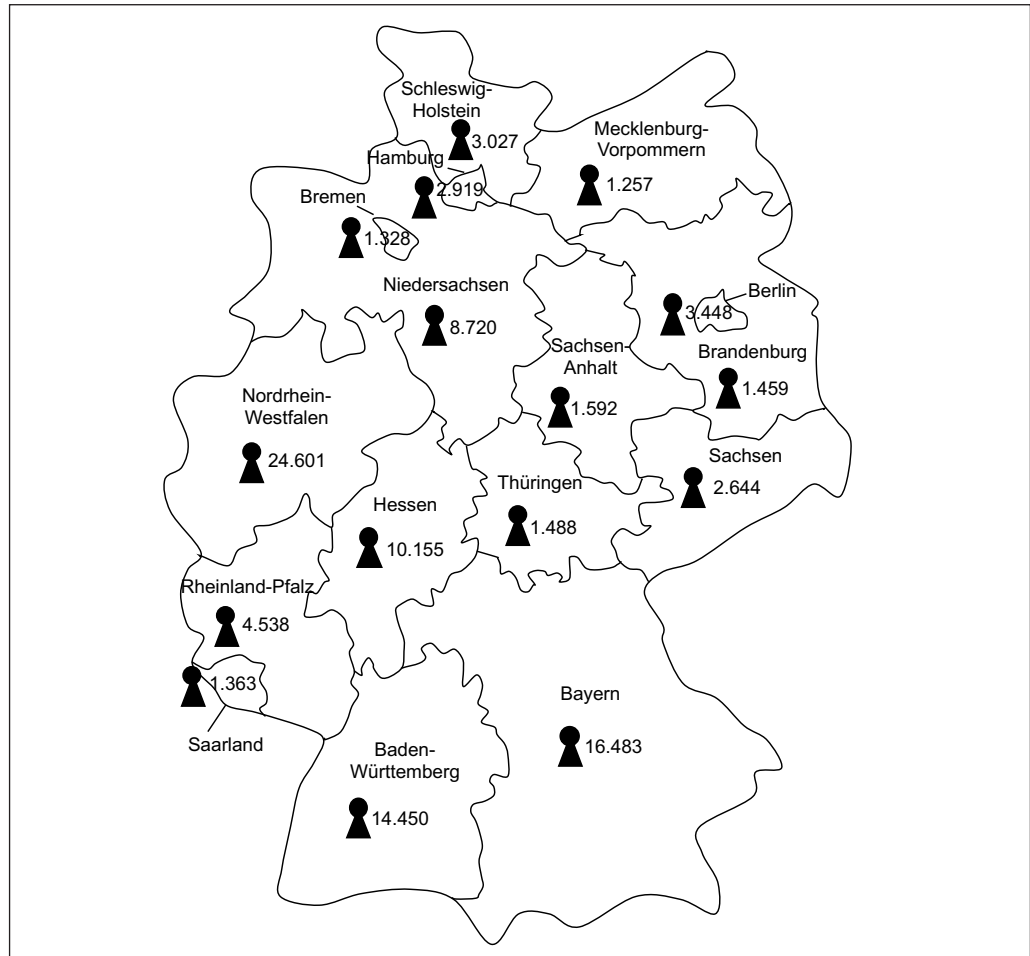 Schleswig-
Holstein
3.027
Mecklenburg-
Vorpommern
1.257
Hamburg
2.919
Bremen
1.328
Niedersachsen
8.720
Berlin
3.448
Brandenburg
1.459
Sachsen-
Anhalt
1.592
Nordrhein-
Westfalen
24.601
Sachsen
2.644
Thüringen
1.488
Hessen
10.155
Rheinland-Pfalz
4.538
1.363
Saarland
Bayern
16.483
Baden-
Württemberg
14.450